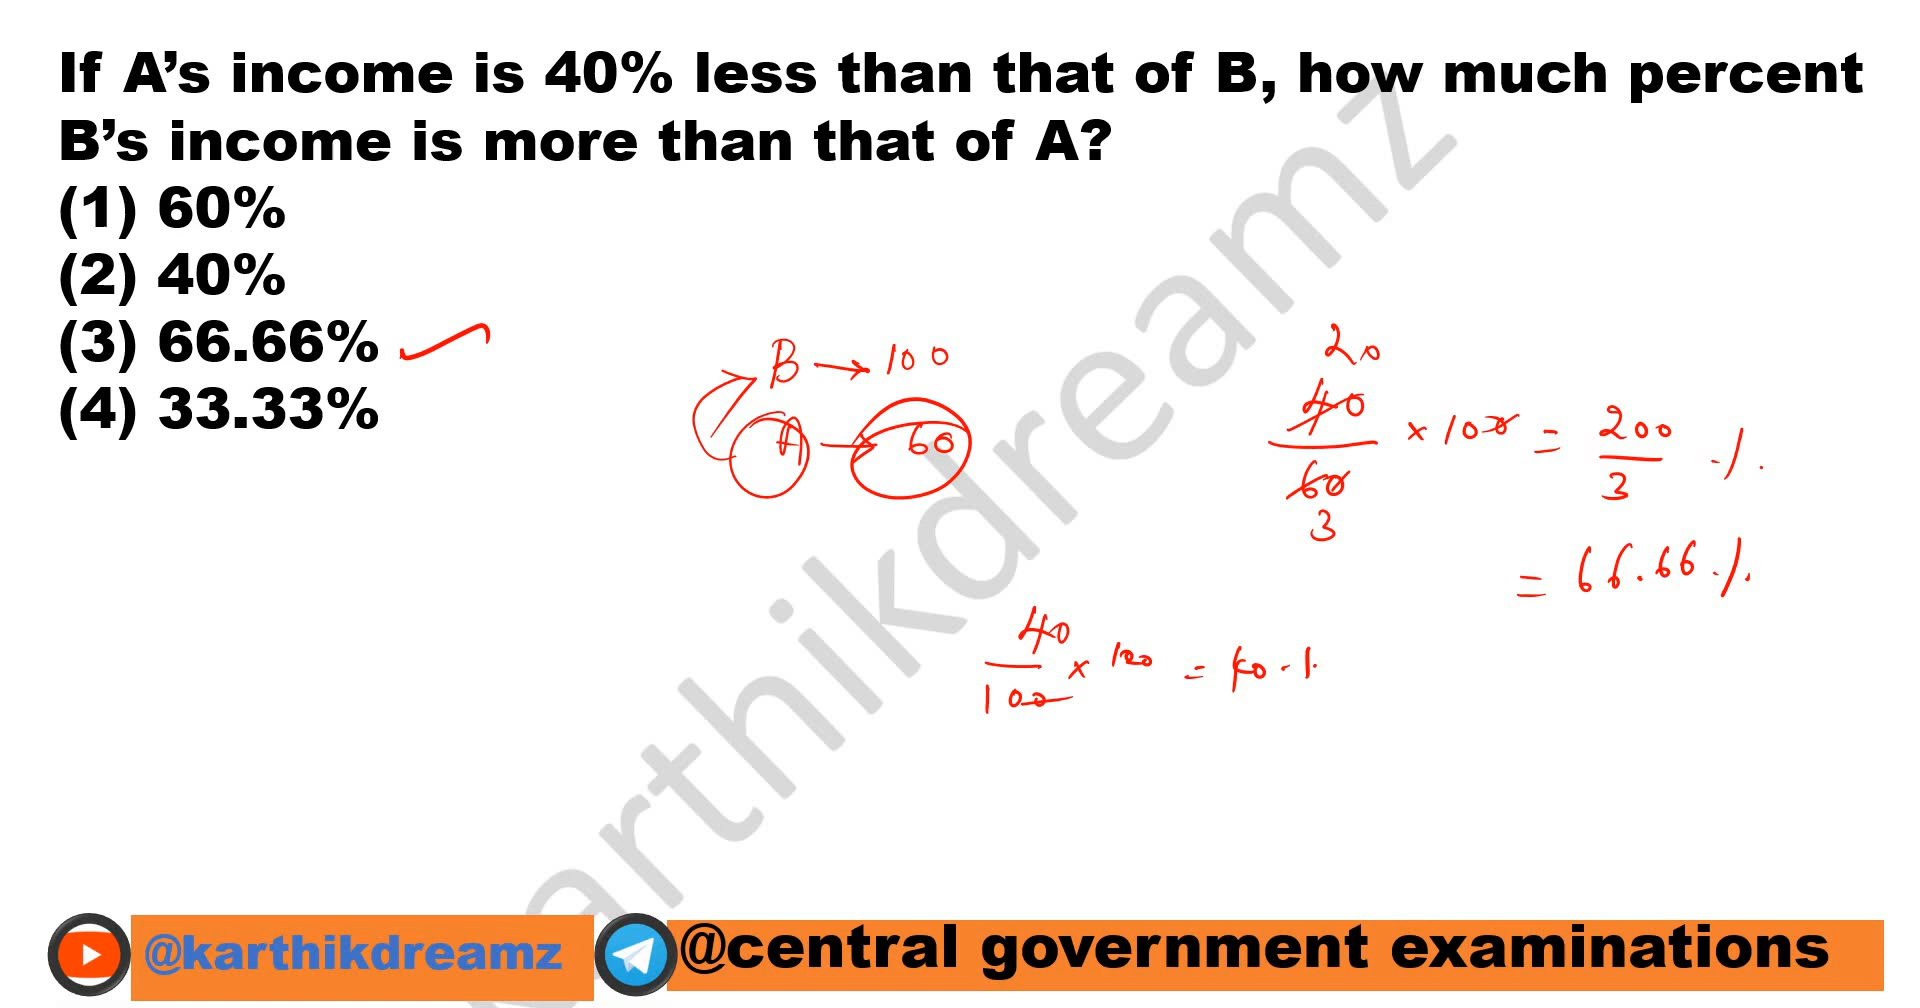 If A’s income is 40% less than that of B, how much percent
B’s income is more than that of A?
(1) 60%
(2) 40%
(3) 66.66%
(4) 33.33%
B → 100
A → 60
20
40
60
3
× 100 = 200/3 %
= 66.66 %
40/100 × 100 = 40 %
karthikdreamz
@karthikdreamz
@central government examinations